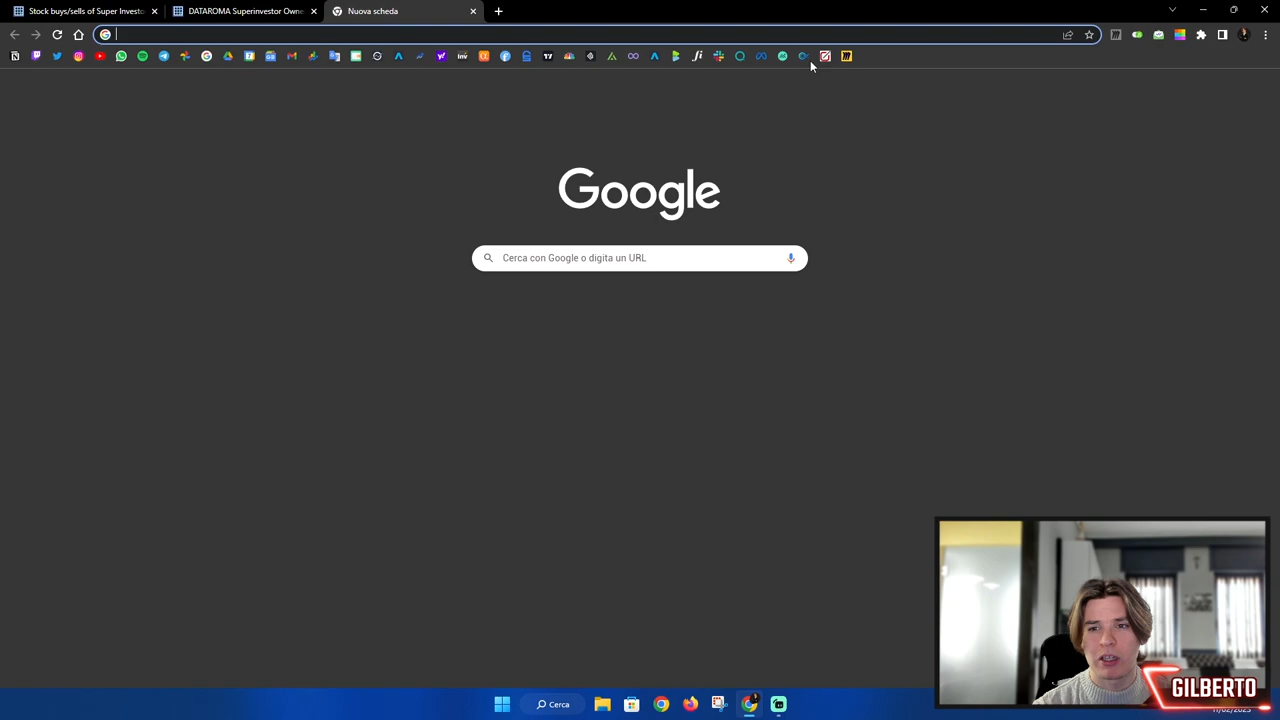 Stock buys/sells of Super Investo
DATAROMA Superinvestor Owne
Nuova scheda
Google
Cerca con Google o digita un URL
GILBERTO
Cerca